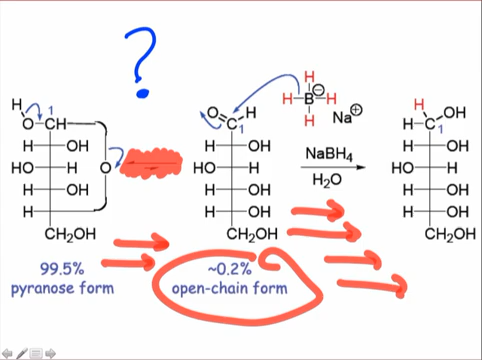 ?
H
O
1
CH
H
OH
HO
H
O
H
OH
H
CH₂OH
99.5%
pyranose form
O
H
C
1
H
OH
HO
H
H
OH
H
OH
CH₂OH
~0.2%
open-chain form
H
H
B
⊖
H
H
Na⊕
NaBH₄
H₂O
H
OH
H
C
1
H
OH
HO
H
H
OH
H
OH
CH₂OH